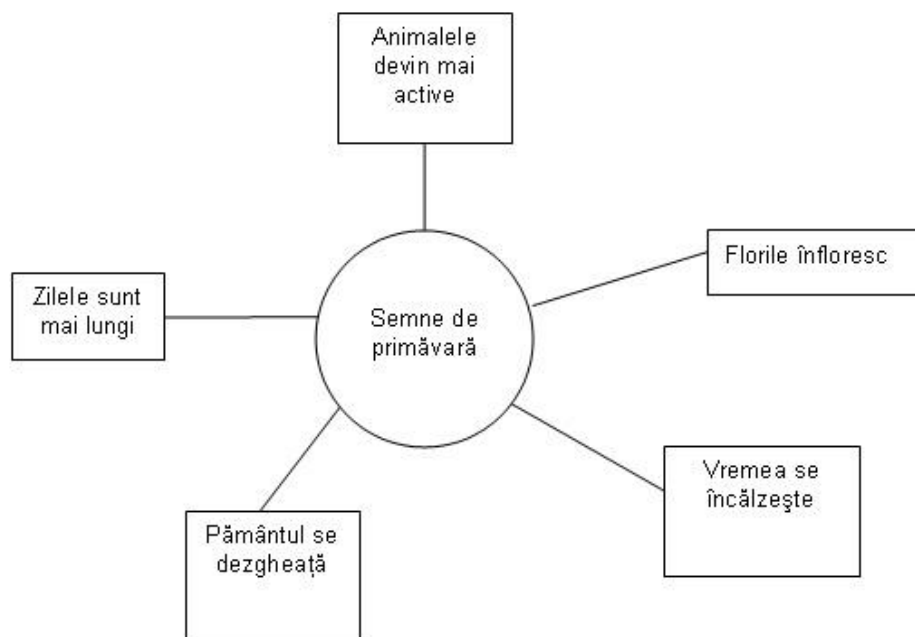 Animalele
devin mai
active
Florile înfloresc
Zilele sunt
mai lungi
Semne de
primăvară
Vremea se
încălzeşte
Pământul se
dezgheață